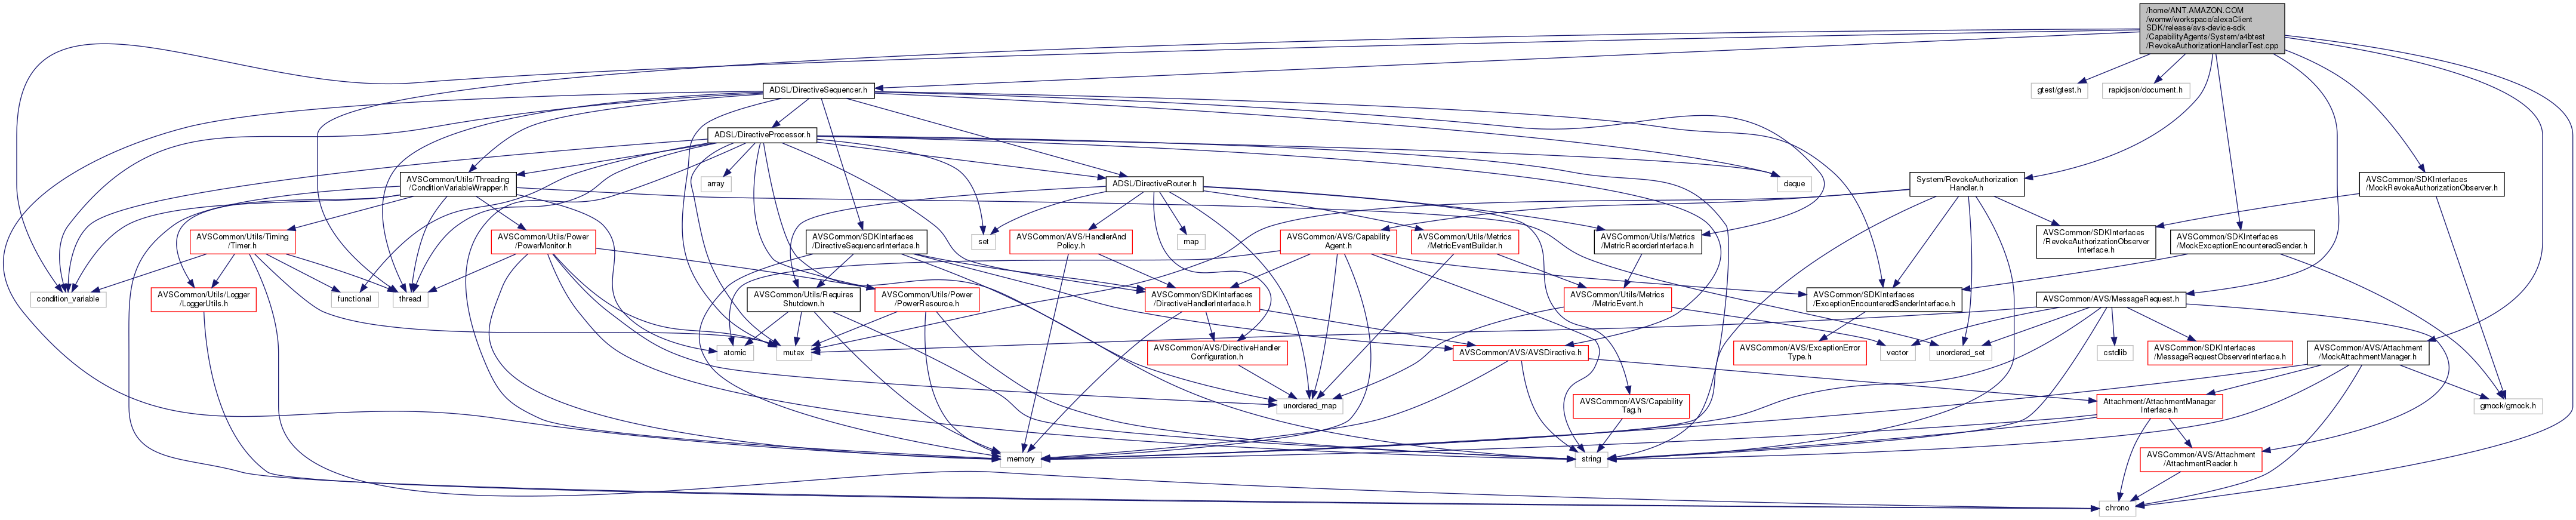 /home/ANT.AMAZON.COM
/womw/workspace/alexaClient
SDK/release/avs-device-sdk
/CapabilityAgents/System/a4btest
/RevokeAuthorizationHandlerTest.cpp
ADSL/DirectiveSequencer.h
gtest/gtest.h
rapidjson/document.h
ADSL/DirectiveProcessor.h
AVSCommon/Utils/Threading
/ConditionVariableWrapper.h
array
ADSL/DirectiveRouter.h
deque
System/RevokeAuthorization
Handler.h
AVSCommon/SDKInterfaces
/MockRevokeAuthorizationObserver.h
AVSCommon/Utils/Timing
/Timer.h
AVSCommon/Utils/Power
/PowerMonitor.h
AVSCommon/SDKInterfaces
/DirectiveSequencerInterface.h
set
AVSCommon/AVS/HandlerAnd
Policy.h
map
AVSCommon/AVS/Capability
Agent.h
AVSCommon/Utils/Metrics
/MetricEventBuilder.h
AVSCommon/Utils/Metrics
/MetricRecorderInterface.h
AVSCommon/SDKInterfaces
/RevokeAuthorizationObserver
Interface.h
AVSCommon/SDKInterfaces
/MockExceptionEncounteredSender.h
condition_variable
AVSCommon/Utils/Logger
/LoggerUtils.h
functional
thread
AVSCommon/Utils/Requires
Shutdown.h
AVSCommon/Utils/Power
/PowerResource.h
AVSCommon/SDKInterfaces
/DirectiveHandlerInterface.h
AVSCommon/Utils/Metrics
/MetricEvent.h
AVSCommon/SDKInterfaces
/ExceptionEncounteredSenderInterface.h
AVSCommon/AVS/MessageRequest.h
atomic
mutex
AVSCommon/AVS/DirectiveHandler
Configuration.h
AVSCommon/AVS/AVSDirective.h
AVSCommon/AVS/ExceptionError
Type.h
vector
unordered_set
cstdlib
AVSCommon/SDKInterfaces
/MessageRequestObserverInterface.h
AVSCommon/AVS/Attachment
/MockAttachmentManager.h
unordered_map
AVSCommon/AVS/Capability
Tag.h
Attachment/AttachmentManager
Interface.h
gmock/gmock.h
memory
string
AVSCommon/AVS/Attachment
/AttachmentReader.h
chrono